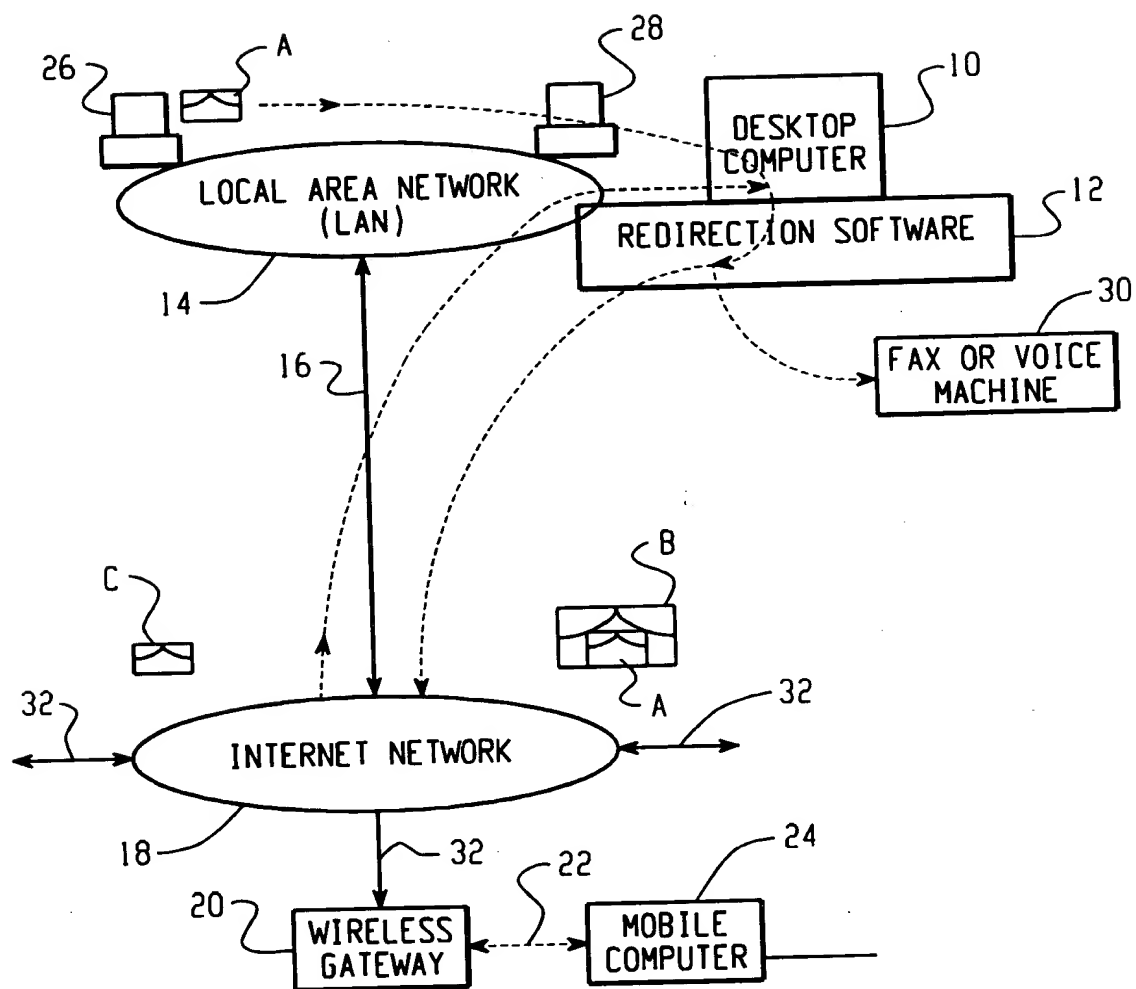 A
28
26
10
DESKTOP
COMPUTER
12
LOCAL AREA NETWORK
(LAN)
REDIRECTION SOFTWARE
14
30
16
FAX OR VOICE
MACHINE
B
C
A
32
32
INTERNET NETWORK
18
32
24
22
20
WIRELESS
GATEWAY
MOBILE
COMPUTER